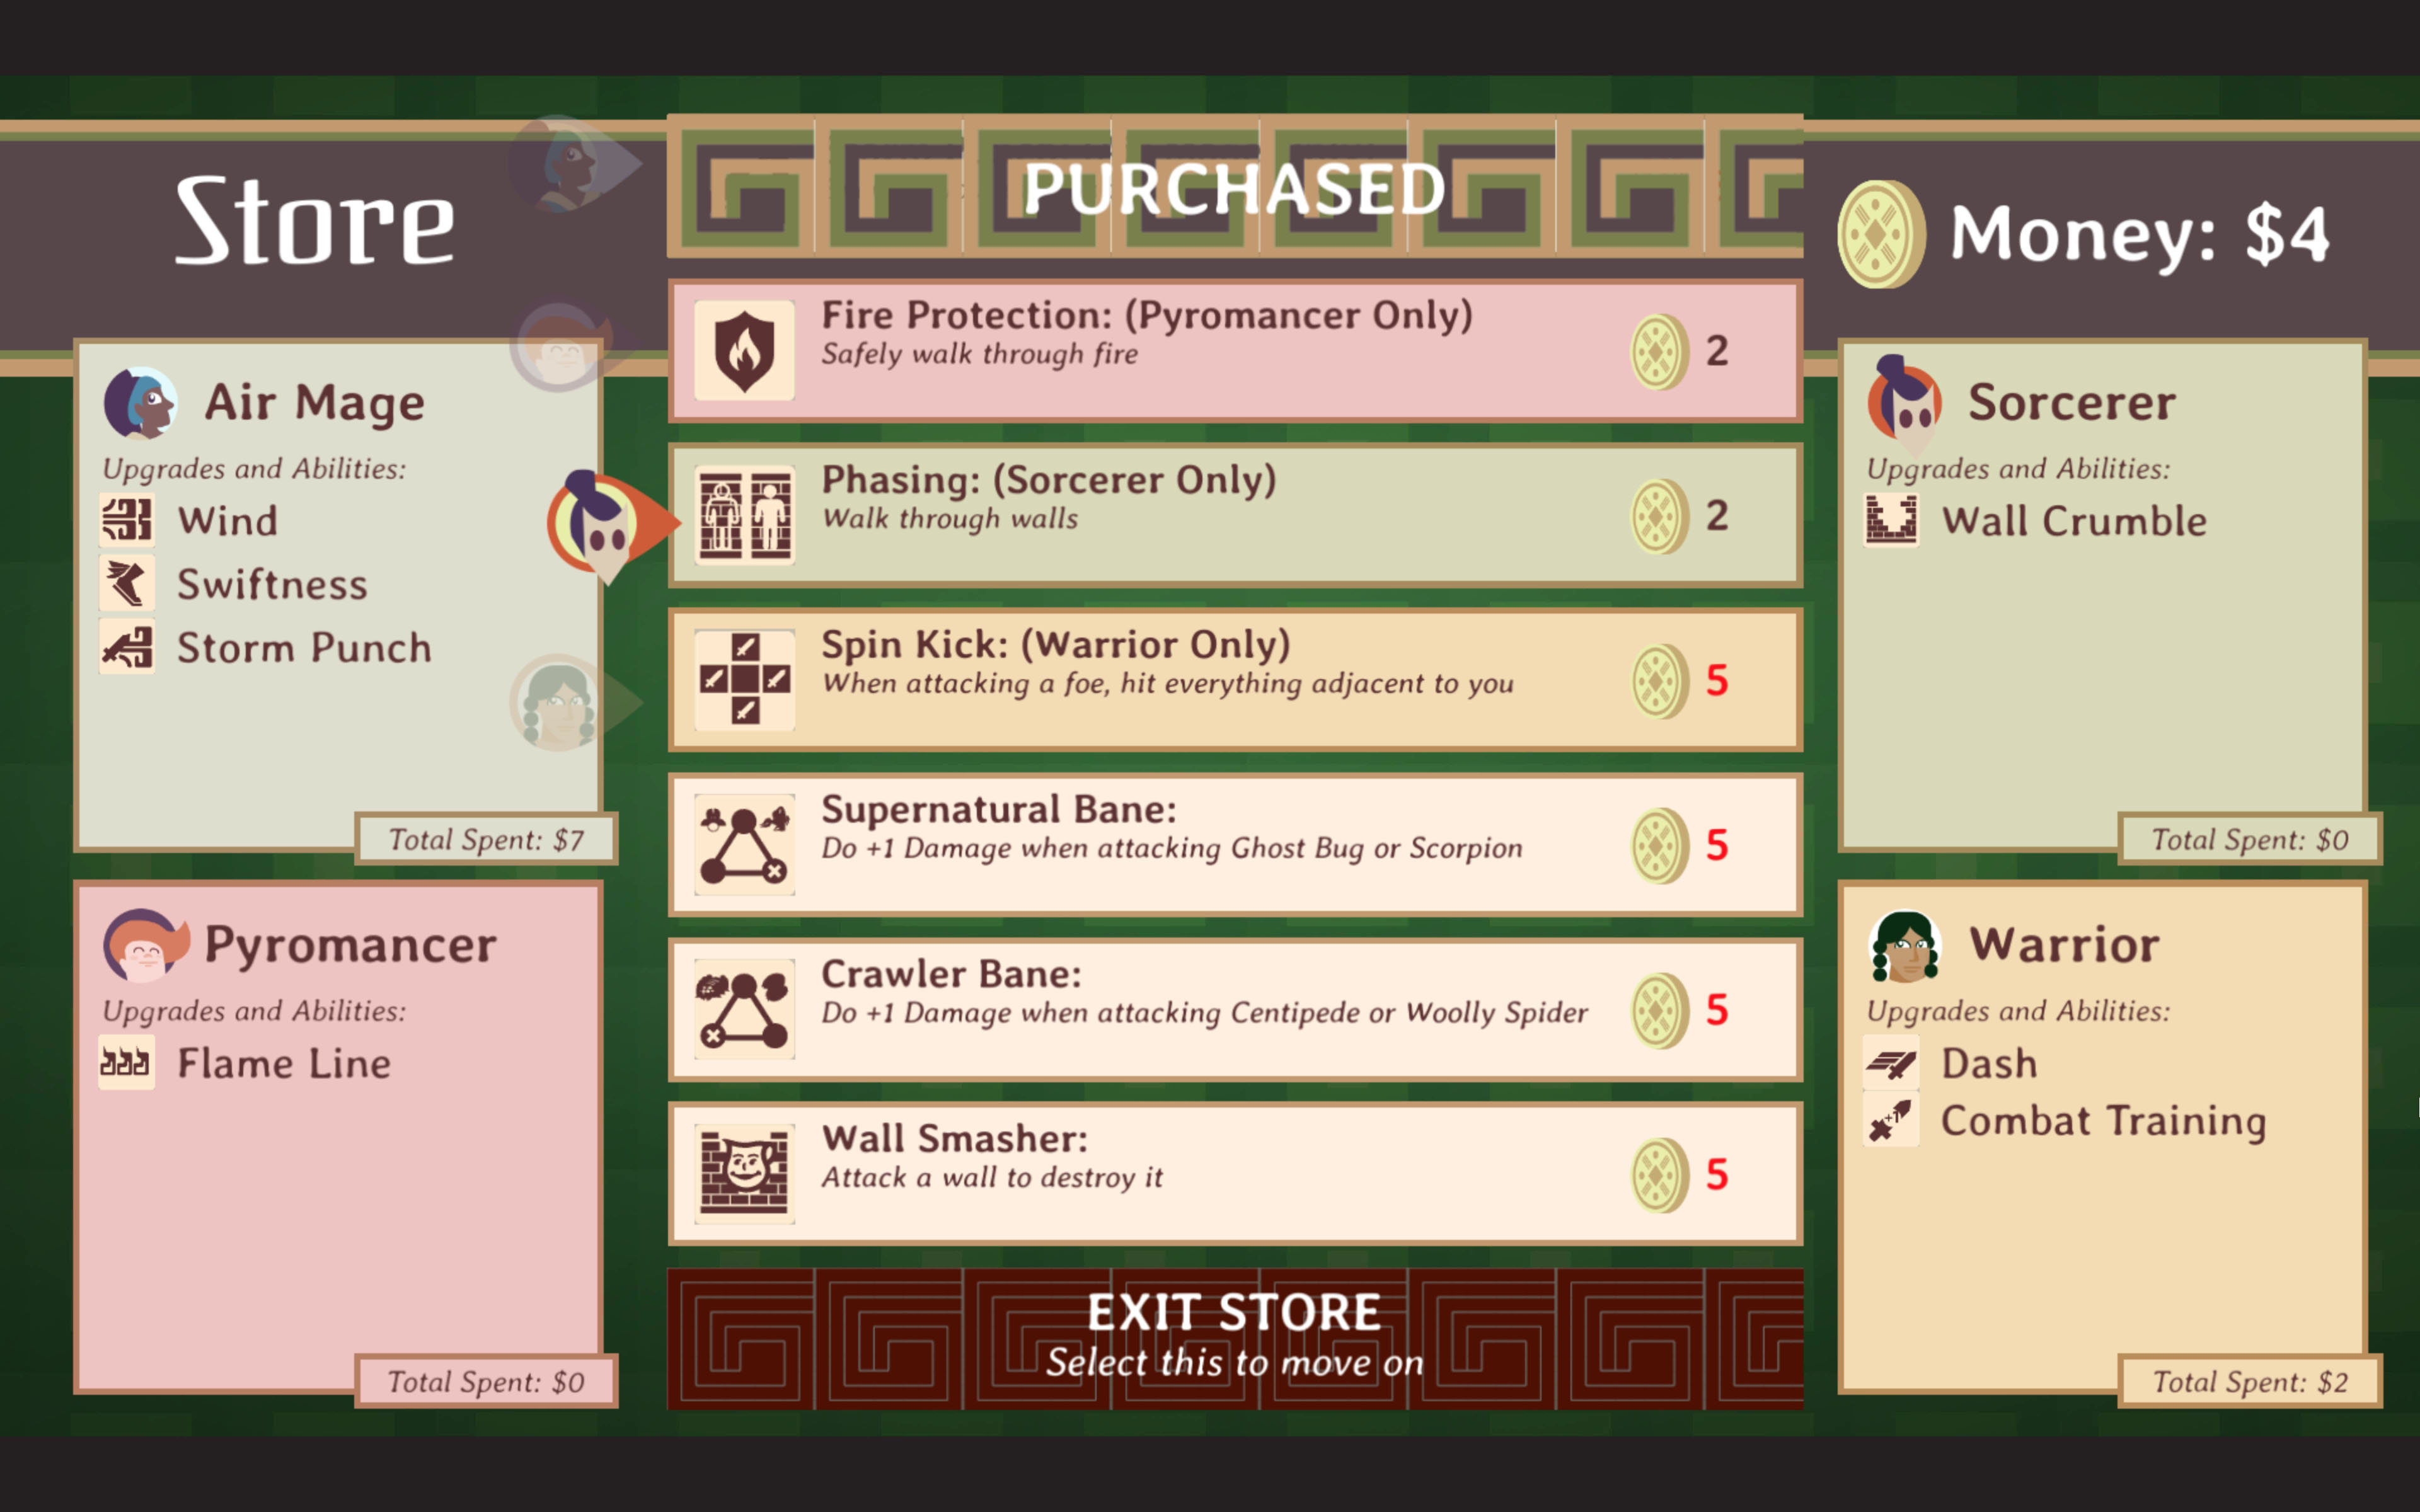 Store
PURCHASED
Money: $4
Air Mage
Upgrades and Abilities:
Wind
Swiftness
Storm Punch
Total Spent: $7
Pyromancer
Upgrades and Abilities:
Flame Line
Total Spent: $0
Fire Protection: (Pyromancer Only)
Safely walk through fire
2
Phasing: (Sorcerer Only)
Walk through walls
2
Spin Kick: (Warrior Only)
When attacking a foe, hit everything adjacent to you
5
Supernatural Bane:
Do +1 Damage when attacking Ghost Bug or Scorpion
5
Crawler Bane:
Do +1 Damage when attacking Centipede or Woolly Spider
5
Wall Smasher:
Attack a wall to destroy it
5
EXIT STORE
Select this to move on
Sorcerer
Upgrades and Abilities:
Wall Crumble
Total Spent: $0
Warrior
Upgrades and Abilities:
Dash
Combat Training
Total Spent: $2